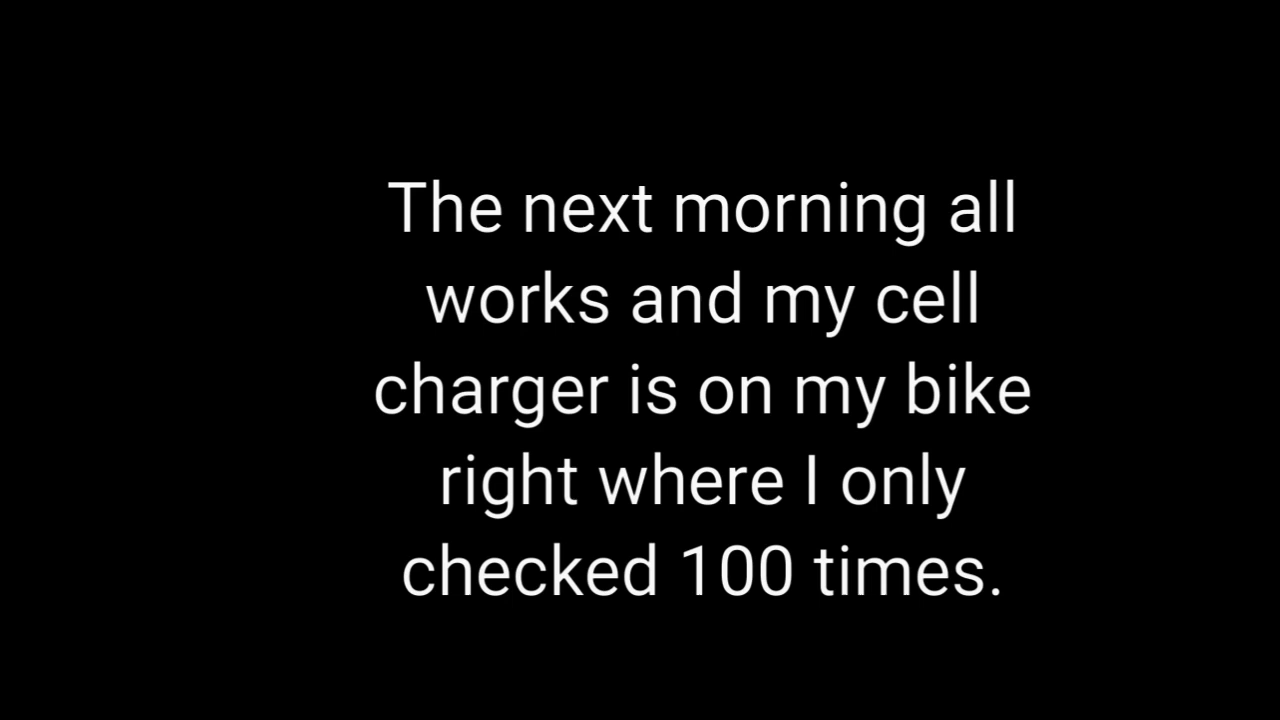 The next morning all
works and my cell
charger is on my bike
right where I only
checked 100 times.